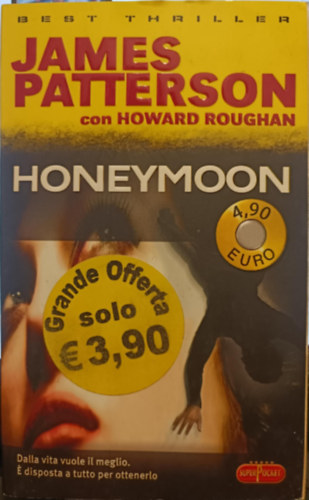 BEST THRILLER
JAMES
PATTERSON
con HOWARD ROUGHAN
HONEYMOON
4,90
EURO
Grande Offerta
solo
€ 3,90
Dalla vita vuole il meglio.
È disposta a tutto per ottenerlo
SUPERPOCKET